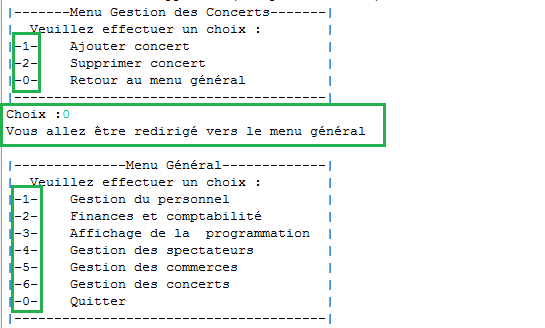 |-------Menu Gestion des Concerts-------|
|  Veuillez effectuer un choix :        |
|-1-    Ajouter concert                 |
|-2-    Supprimer concert               |
|-0-    Retour au menu général          |
|---------------------------------------|
Choix :0
Vous allez être redirigé vers le menu général
|--------------Menu Général-------------|
|  Veuillez effectuer un choix :        |
|-1-    Gestion du personnel            |
|-2-    Finances et comptabilité        |
|-3-    Affichage de la  programmation  |
|-4-    Gestion des spectateurs         |
|-5-    Gestion des commerces           |
|-6-    Gestion des concerts            |
|-0-    Quitter                         |
|---------------------------------------|